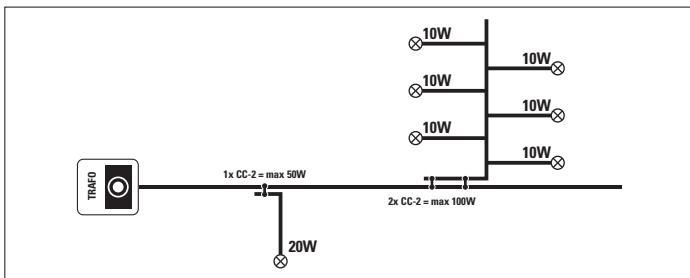 10W
10W
10W
10W
10W
10W
1x CC-2 = max 50W
TRAFO
2x CC-2 = max 100W
20W